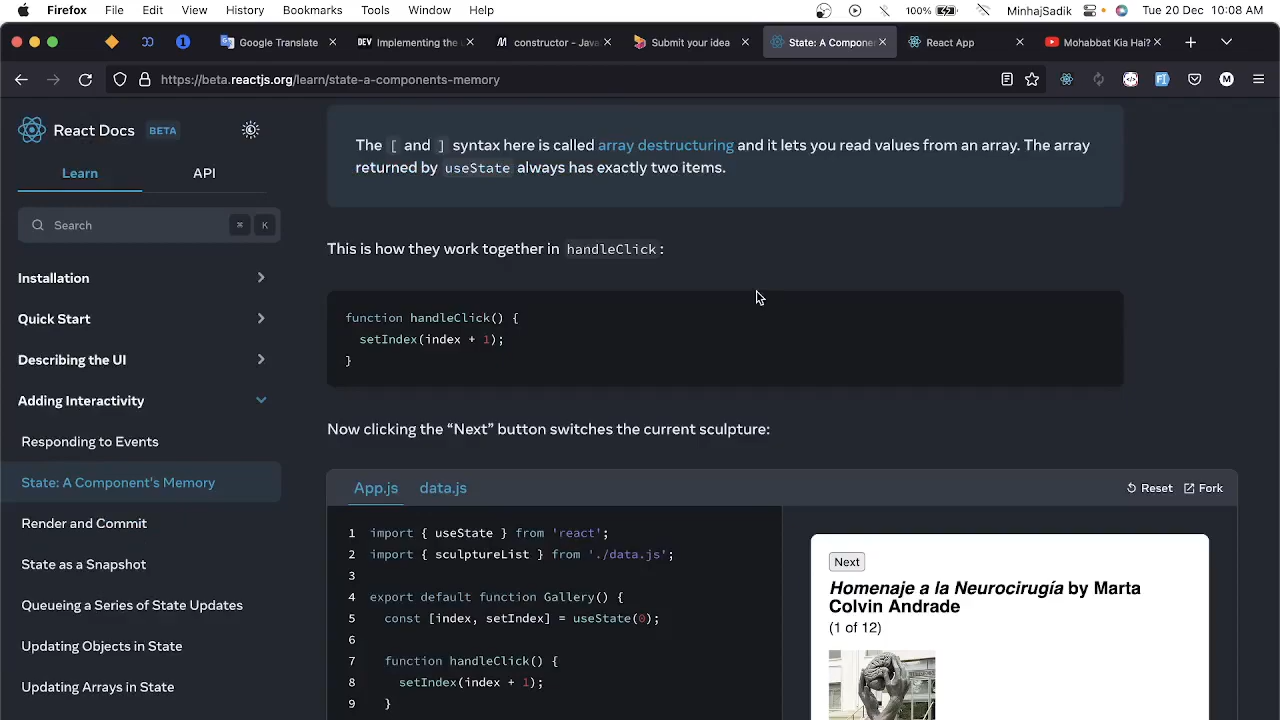 Firefox File Edit View History Bookmarks Tools Window Help 100% MinhajSadik Tue 20 Dec 10:08 AM
Google Translate DEV Implementing the constructor - Jav Submit your idea State: A Compone React App Mohabbat Kia Hai?
https://beta.reactjs.org/learn/state-a-components-memory
React Docs BETA
Learn API
Search ⌘ K
Installation
Quick Start
Describing the UI
Adding Interactivity
Responding to Events
State: A Component's Memory
Render and Commit
State as a Snapshot
Queueing a Series of State Updates
Updating Objects in State
Updating Arrays in State
The [ and ] syntax here is called array destructuring and it lets you read values from an array. The array
returned by useState always has exactly two items.
This is how they work together in handleClick:
function handleClick() {
setIndex(index + 1);
}
Now clicking the “Next” button switches the current sculpture:
App.js data.js Reset Fork
1 import { useState } from 'react';
2 import { sculptureList } from './data.js';
3
4 export default function Gallery() {
5 const [index, setIndex] = useState(0);
6
7 function handleClick() {
8 setIndex(index + 1);
9 }
Next
Homenaje a la Neurocirugía by Marta
Colvin Andrade
(1 of 12)